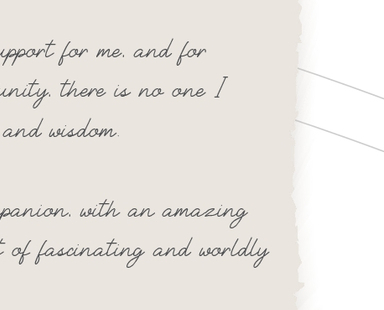 upport for me, and for
unity, there is no one I
and wisdom.
panion, with an amazing
t of fascinating and worldly